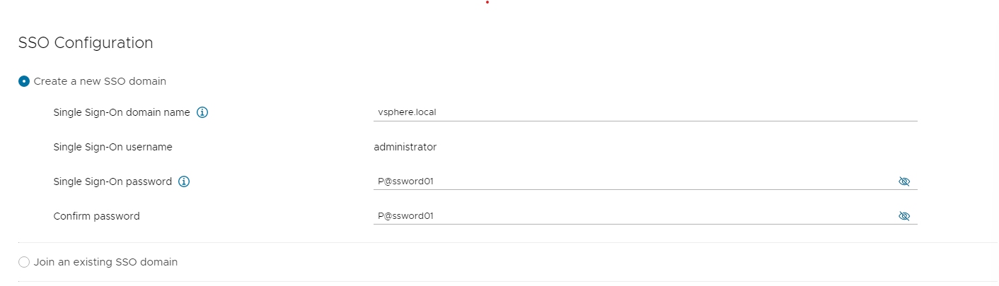 SSO Configuration
Create a new SSO domain
Single Sign-On domain name vsphere.local
Single Sign-On username administrator
Single Sign-On password P@ssword01
Confirm password P@ssword01
Join an existing SSO domain